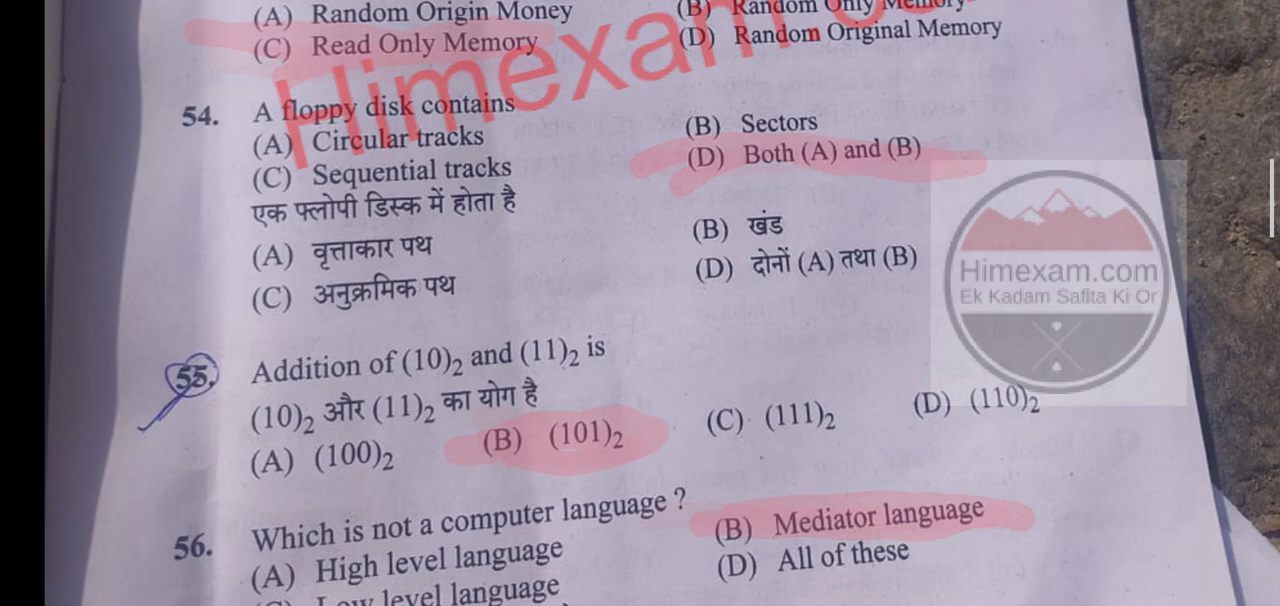 (A) Random Origin Money (B) Random Only Memory
(C) Read Only Memory (D) Random Original Memory
Himexam.
54. A floppy disk contains
(A) Circular tracks (B) Sectors
(C) Sequential tracks (D) Both (A) and (B)
एक फ्लोपी डिस्क में होता है
(A) वृत्ताकार पथ (B) खंड
(C) अनुक्रमिक पथ (D) दोनों (A) तथा (B)
Himexam.com
Ek Kadam Saflta Ki Or
55. Addition of (10)₂ and (11)₂ is
(10)₂ और (11)₂ का योग है
(A) (100)₂ (B) (101)₂ (C) (111)₂ (D) (110)₂
56. Which is not a computer language ?
(A) High level language (B) Mediator language
(C) Low level language (D) All of these